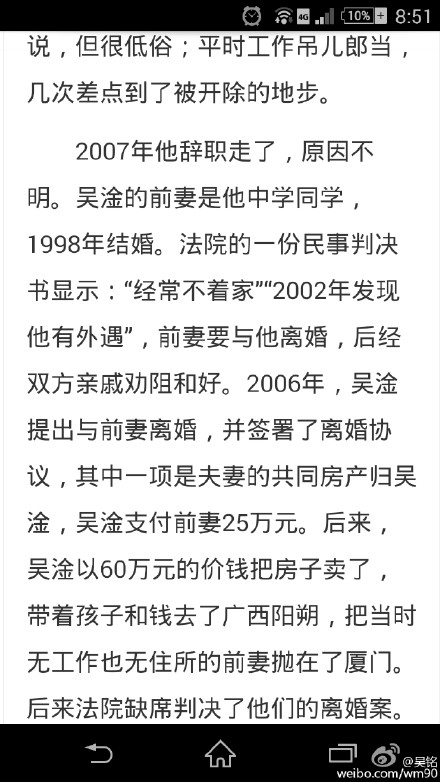 4G 10% 8:51
说，但很低俗；平时工作吊儿郎当，
几次差点到了被开除的地步。
2007年他辞职走了，原因不
明。吴淦的前妻是他中学同学，
1998年结婚。法院的一份民事判决
书显示：“经常不着家”“2002年发现
他有外遇”，前妻要与他离婚，后经
双方亲戚劝阻和好。2006年，吴淦
提出与前妻离婚，并签署了离婚协
议，其中一项是夫妻的共同房产归吴
淦，吴淦支付前妻25万元。后来，
吴淦以60万元的价钱把房子卖了，
带着孩子和钱去了广西阳朔，把当时
无工作也无住所的前妻抛在了厦门。
后来法院缺席判决了他们的离婚案。
@吴铭
weibo.com/wm90